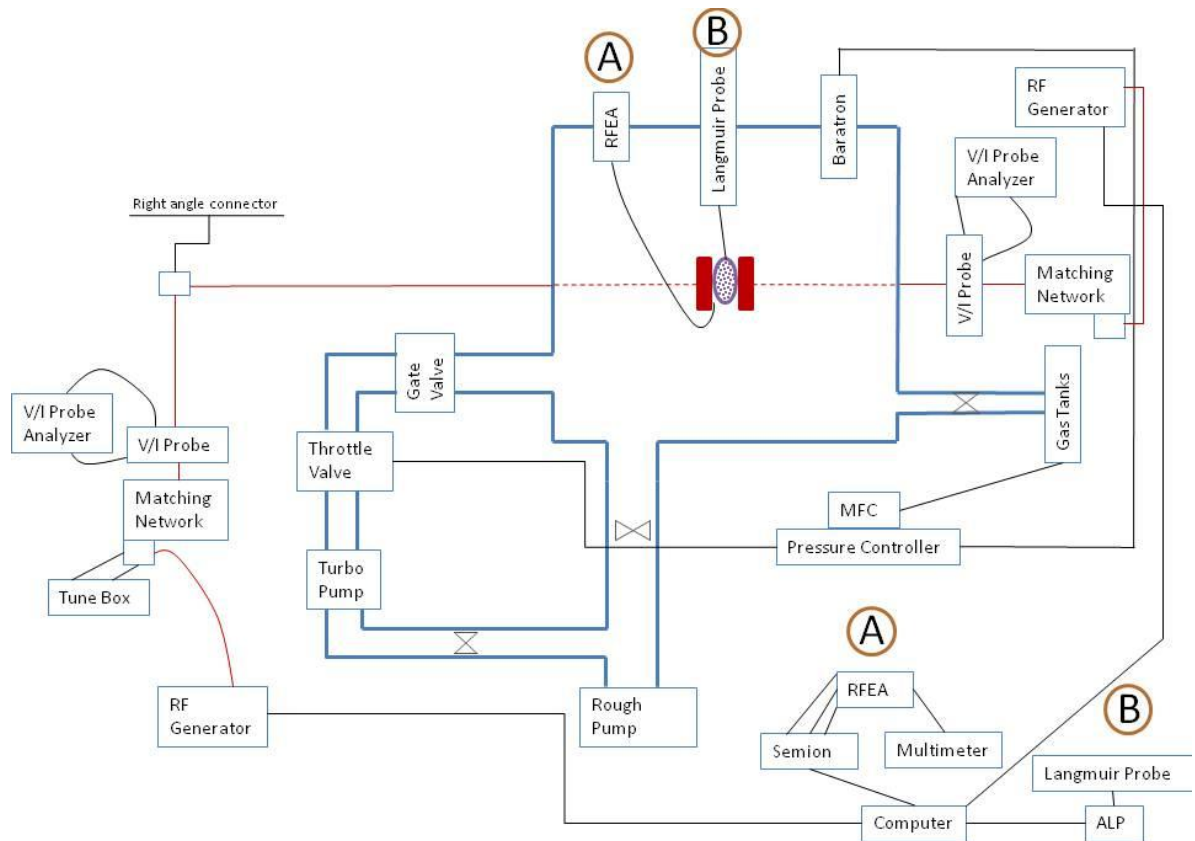 A
B
RFEA
Langmuir Probe
Baratron
RF
Generator
V/I Probe
Analyzer
Right angle connector
V/I Probe
Matching
Network
Gate
Valve
Gas Tanks
V/I Probe
Analyzer
V/I Probe
Throttle
Valve
Matching
Network
MFC
Pressure Controller
Turbo
Pump
Tune Box
A
RFEA
RF
Generator
Rough
Pump
B
Semion
Multimeter
Langmuir Probe
Computer
ALP